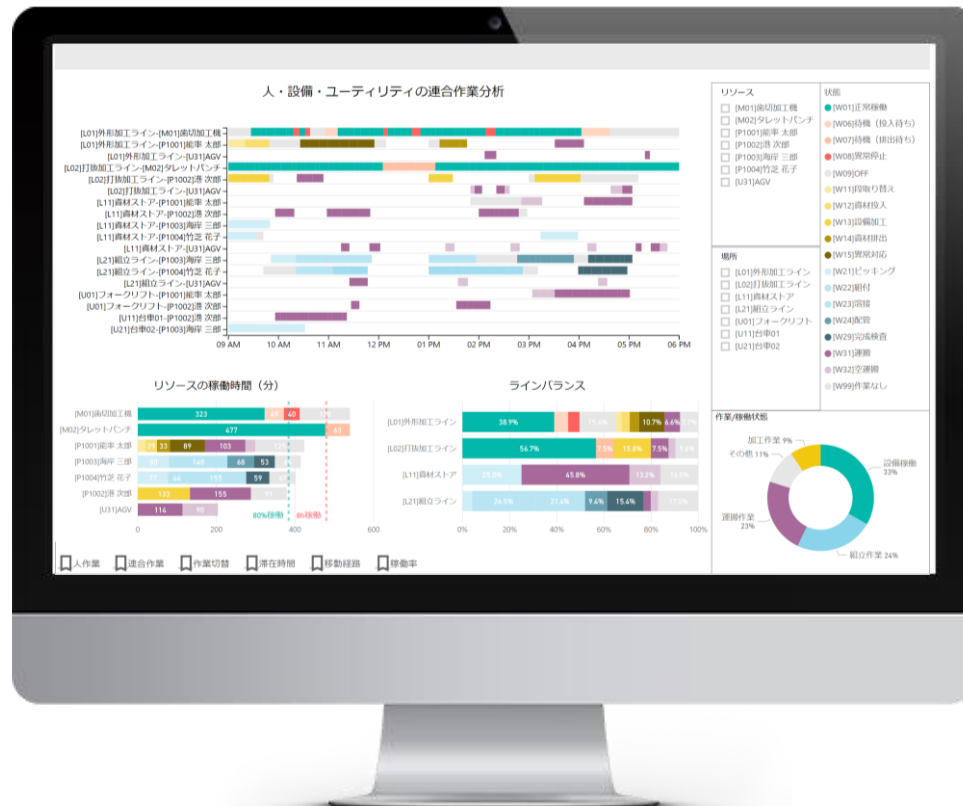 人・設備・ユーティリティの連合作業分析
[L01]外形加工ライン-[M01]歯切加工機
[L01]外形加工ライン-[P1001]能率 太郎
[L01]外形加工ライン-[U31]AGV
[L02]打抜加工ライン-[M02]タレットパンチ
[L02]打抜加工ライン-[P1002]港 次郎
[L02]打抜加工ライン-[U31]AGV
[L11]資材ストア-[P1001]能率 太郎
[L11]資材ストア-[P1002]港 次郎
[L11]資材ストア-[P1003]海岸 三郎
[L11]資材ストア-[P1004]竹芝 花子
[L11]資材ストア-[U31]AGV
[L21]組立ライン-[P1003]海岸 三郎
[L21]組立ライン-[P1004]竹芝 花子
[L21]組立ライン-[U31]AGV
[U01]フォークリフト-[P1001]能率 太郎
[U01]フォークリフト-[P1002]港 次郎
[U11]台車01-[P1002]港 次郎
[U21]台車02-[P1003]海岸 三郎
09 AM 10 AM 11 AM 12 PM 01 PM 02 PM 03 PM 04 PM 05 PM 06 PM
リソース
[M01]歯切加工機
[M02]タレットパンチ
[P1001]能率 太郎
[P1002]港 次郎
[P1003]海岸 三郎
[P1004]竹芝 花子
[U31]AGV
場所
[L01]外形加工ライン
[L02]打抜加工ライン
[L11]資材ストア
[L21]組立ライン
[U01]フォークリフト
[U11]台車01
[U21]台車02
状態
[W01]正常稼働
[W06]待機（投入待ち）
[W07]待機（排出待ち）
[W08]異常停止
[W09]OFF
[W11]段取り替え
[W12]資材投入
[W13]設備加工
[W14]資材排出
[W15]異常対応
[W21]ピッキング
[W22]組付
[W23]溶接
[W24]配管
[W29]完成検査
[W31]運搬
[W32]空運搬
[W99]作業なし
リソースの稼働時間（分）
[M01]歯切加工機 323 40
[M02]タレットパンチ 477 63
[P1001]能率 太郎 29 33 89 103
[P1003]海岸 三郎 148 68 53
[P1004]竹芝 花子 77 44 155 59
[P1002]港 次郎 133 155
[U31]AGV 114 90
80%稼働 8h稼働
0 200 400 600
ラインバランス
[L01]外形加工ライン 38.9% 10.7% 6.6%
[L02]打抜加工ライン 56.7% 7.5% 15.8% 7.5%
[L11]資材ストア 25.0% 45.8% 13.2%
[L21]組立ライン 26.5% 21.4% 9.4% 15.4%
0% 20% 40% 60% 80% 100%
作業/稼働状態
加工作業 9%
その他 11%
設備稼働
33%
運搬作業
23%
組立作業 24%
人作業 連合作業 作業切替 滞在時間 移動経路 稼働率